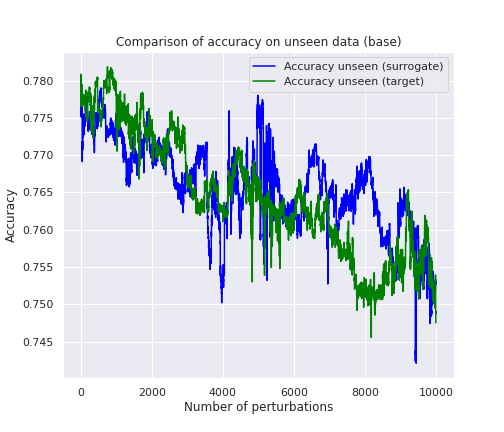 Comparison of accuracy on unseen data (base)
Accuracy unseen (surrogate)
Accuracy unseen (target)
Accuracy
0.780
0.775
0.770
0.765
0.760
0.755
0.750
0.745
0 2000 4000 6000 8000 10000
Number of perturbations